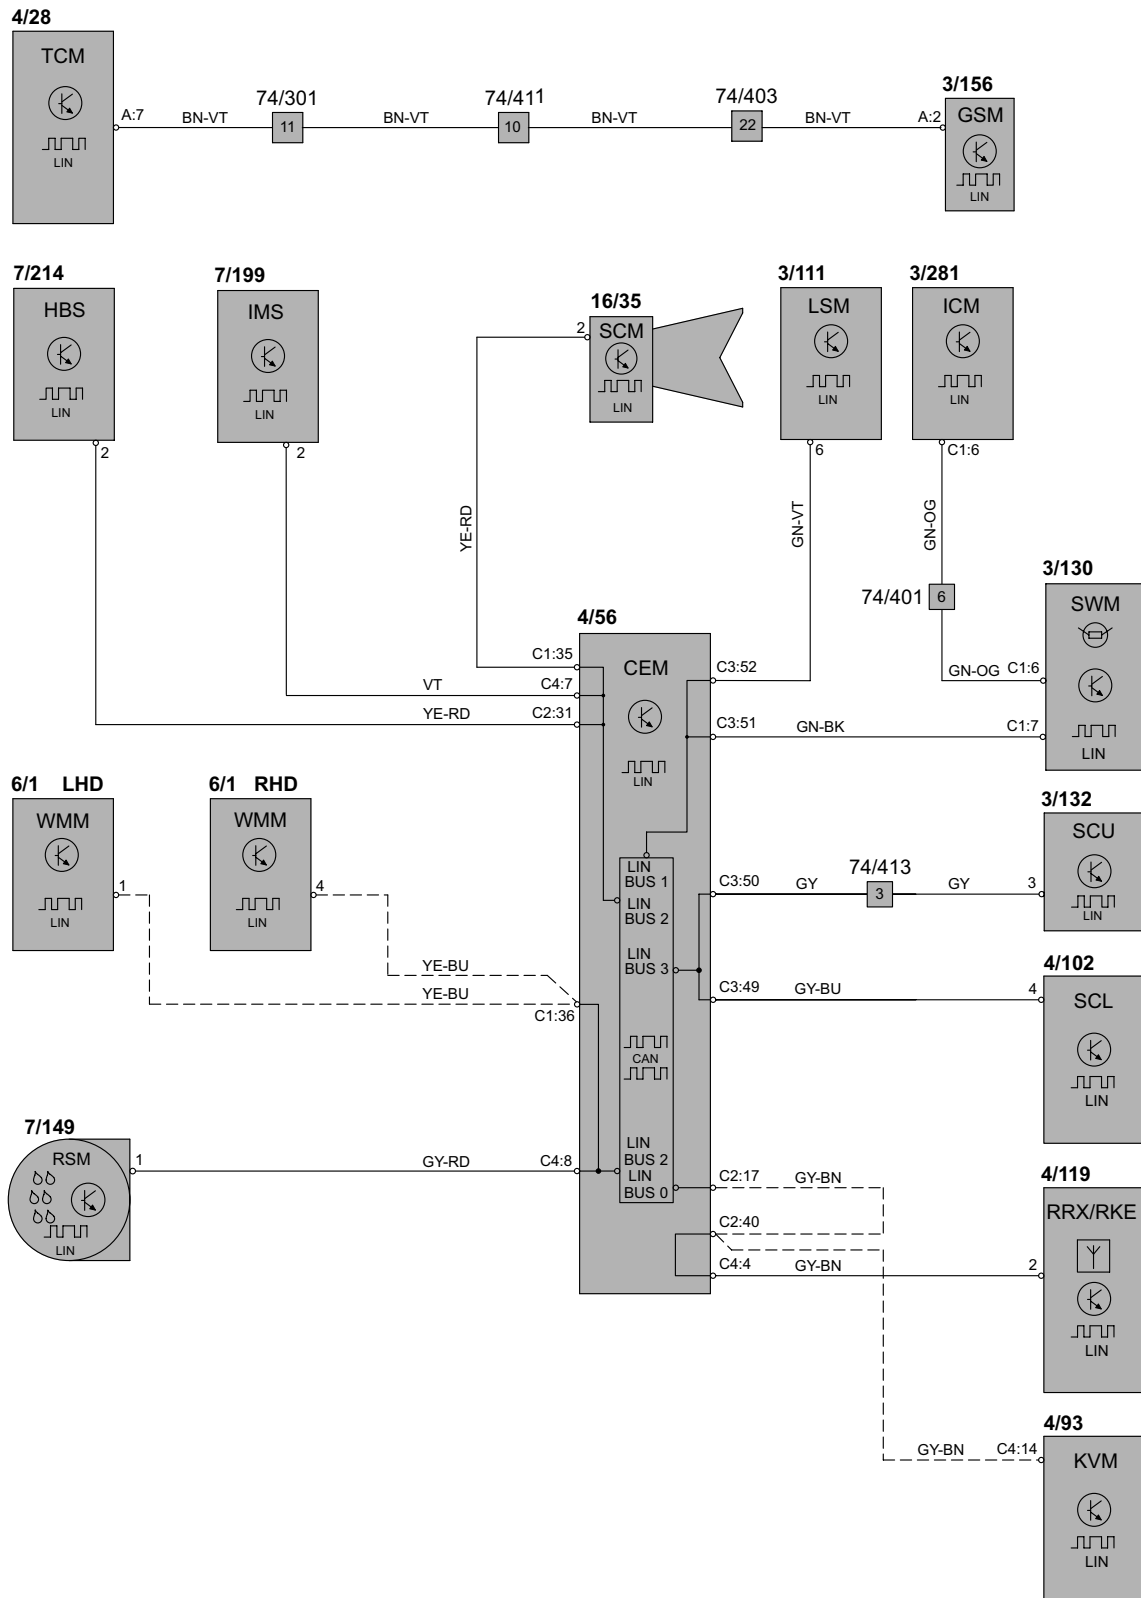 4/28
TCM
LIN
A:7
BN-VT
74/301
11
BN-VT
74/411
10
BN-VT
74/403
22
BN-VT
A:2
3/156
GSM
LIN
7/214
HBS
LIN
2
7/199
IMS
LIN
2
16/35
2
SCM
LIN
YE-RD
3/111
LSM
LIN
6
GN-VT
3/281
ICM
LIN
C1:6
GN-OG
74/401
6
GN-OG
C1:6
3/130
SWM
LIN
C1:7
4/56
CEM
LIN
C1:35
VT
C4:7
YE-RD
C2:31
C3:52
C3:51
GN-BK
6/1 LHD
WMM
LIN
1
6/1 RHD
WMM
LIN
4
YE-BU
YE-BU
C1:36
LIN
BUS 1
LIN
BUS 2
LIN
BUS 3
CAN
LIN
BUS 2
LIN
BUS 0
C3:50
GY
74/413
3
GY
3
3/132
SCU
LIN
C3:49
GY-BU
4
4/102
SCL
LIN
7/149
RSM
LIN
1
GY-RD
C4:8
C2:17
GY-BN
C2:40
C4:4
GY-BN
2
4/119
RRX/RKE
LIN
GY-BN
C4:14
4/93
KVM
LIN